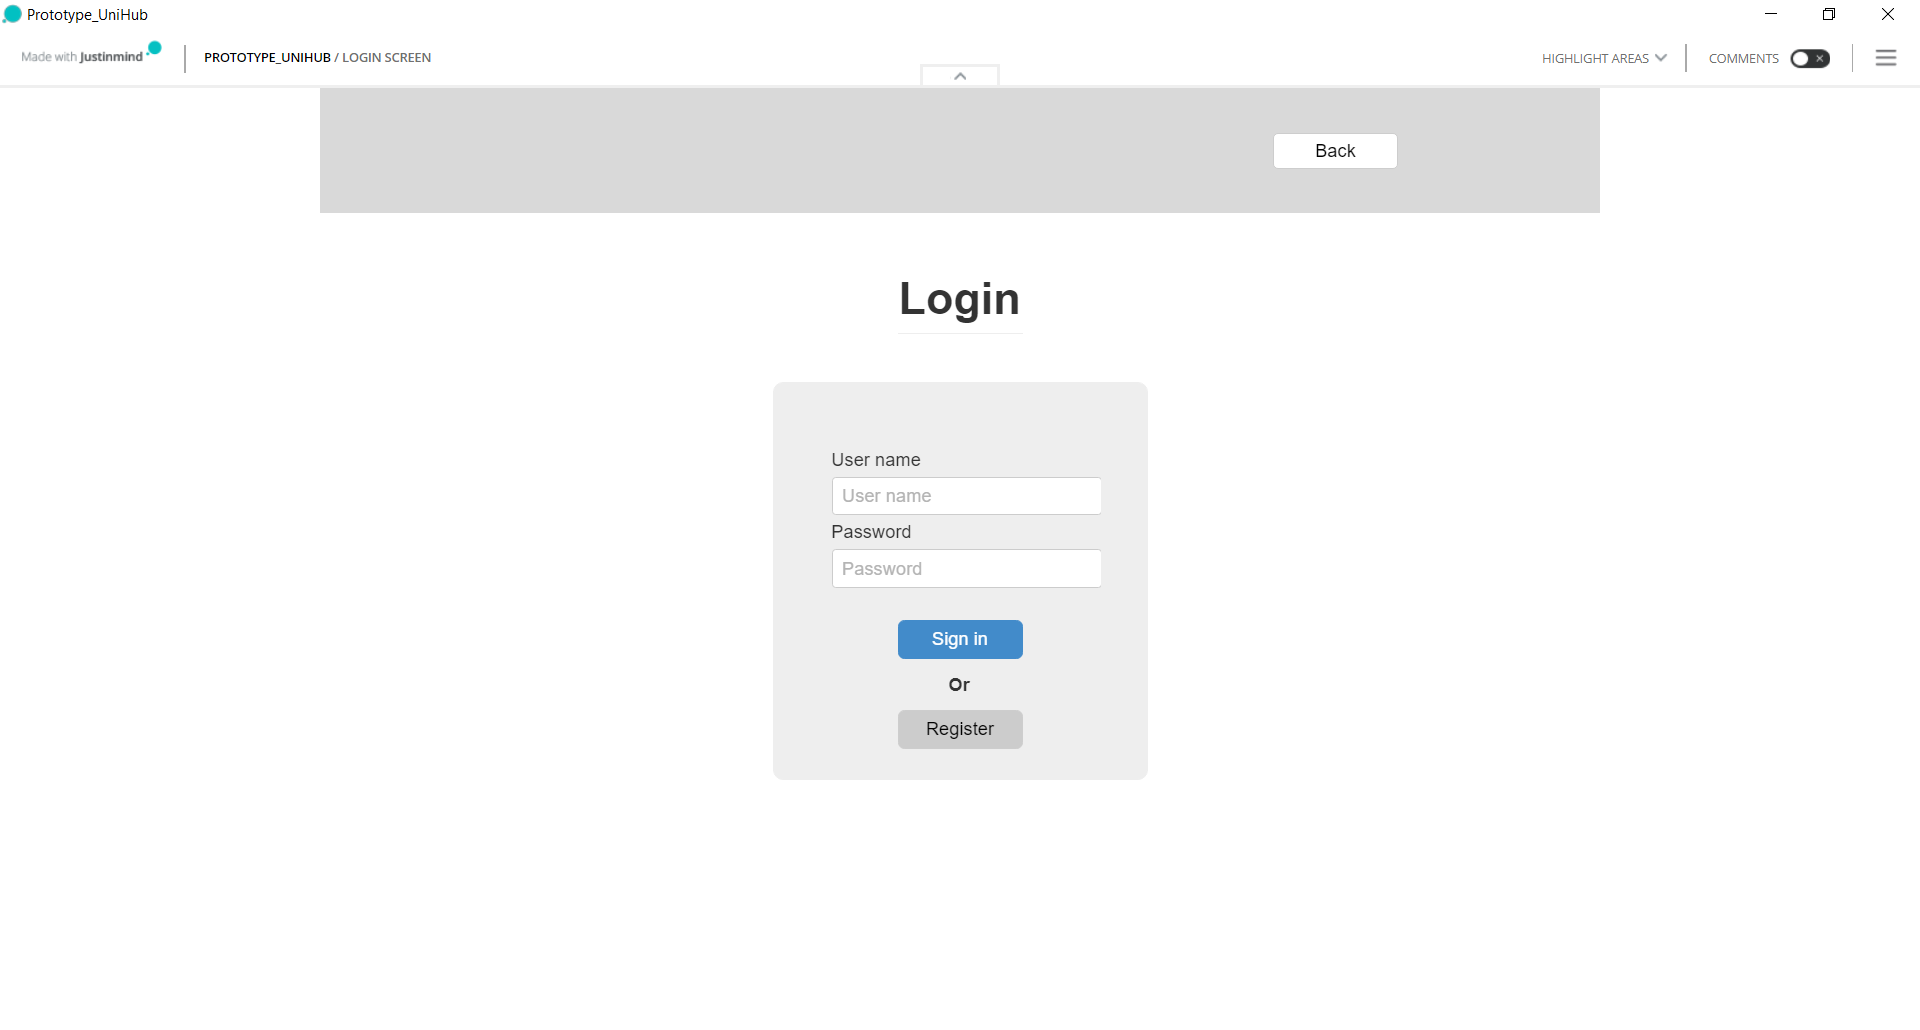 Prototype_UniHub
Made with Justinmind
PROTOTYPE_UNIHUB / LOGIN SCREEN
HIGHLIGHT AREAS
COMMENTS
Back
Login
User name
User name
Password
Password
Sign in
Or
Register